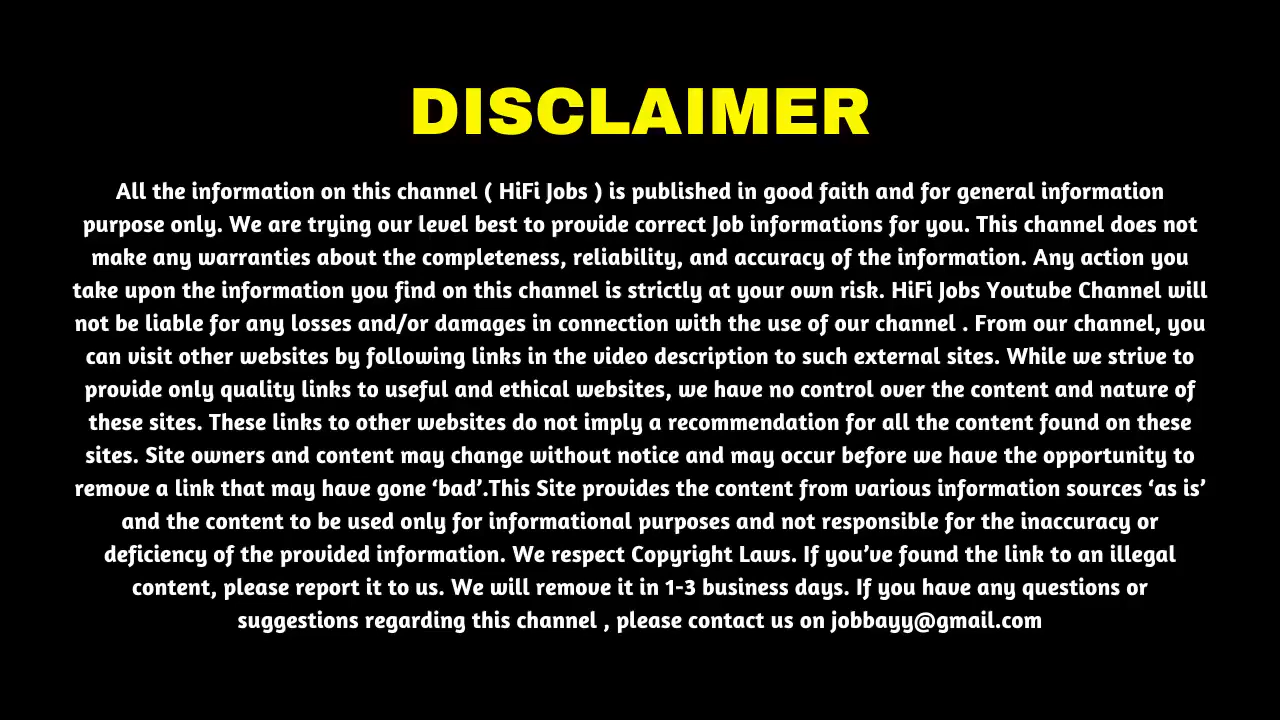 DISCLAIMER
All the information on this channel ( HiFi Jobs ) is published in good faith and for general information
purpose only. We are trying our level best to provide correct Job informations for you. This channel does not
make any warranties about the completeness, reliability, and accuracy of the information. Any action you
take upon the information you find on this channel is strictly at your own risk. HiFi Jobs Youtube Channel will
not be liable for any losses and/or damages in connection with the use of our channel . From our channel, you
can visit other websites by following links in the video description to such external sites. While we strive to
provide only quality links to useful and ethical websites, we have no control over the content and nature of
these sites. These links to other websites do not imply a recommendation for all the content found on these
sites. Site owners and content may change without notice and may occur before we have the opportunity to
remove a link that may have gone ‘bad’.This Site provides the content from various information sources ‘as is’
and the content to be used only for informational purposes and not responsible for the inaccuracy or
deficiency of the provided information. We respect Copyright Laws. If you’ve found the link to an illegal
content, please report it to us. We will remove it in 1-3 business days. If you have any questions or
suggestions regarding this channel , please contact us on jobbayy@gmail.com